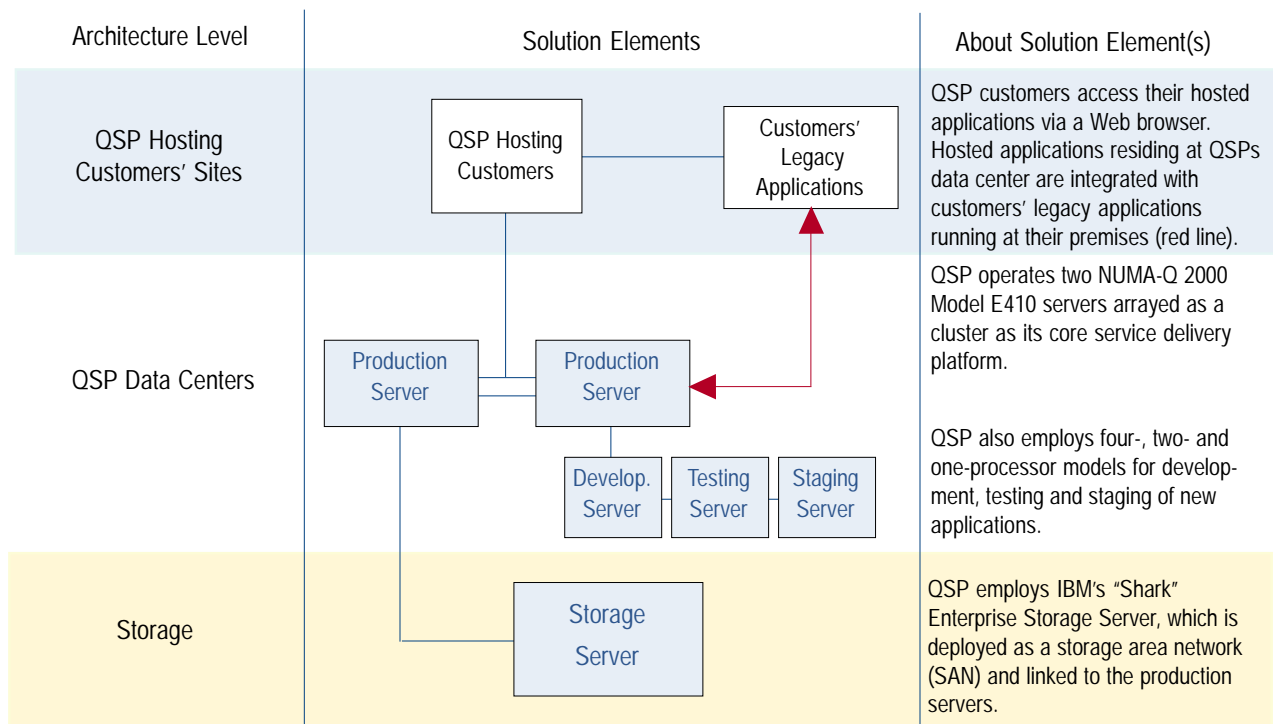 Architecture Level
Solution Elements
About Solution Element(s)
QSP Hosting
Customers’ Sites
QSP Hosting
Customers
Customers’
Legacy
Applications
QSP customers access their hosted
applications via a Web browser.
Hosted applications residing at QSPs
data center are integrated with
customers’ legacy applications
running at their premises (red line).
QSP Data Centers
Production
Server
Production
Server
Develop.
Server
Testing
Server
Staging
Server
QSP operates two NUMA-Q 2000
Model E410 servers arrayed as a
cluster as its core service delivery
platform.
QSP also employs four-, two- and
one-processor models for develop-
ment, testing and staging of new
applications.
Storage
Storage
Server
QSP employs IBM’s “Shark”
Enterprise Storage Server, which is
deployed as a storage area network
(SAN) and linked to the production
servers.